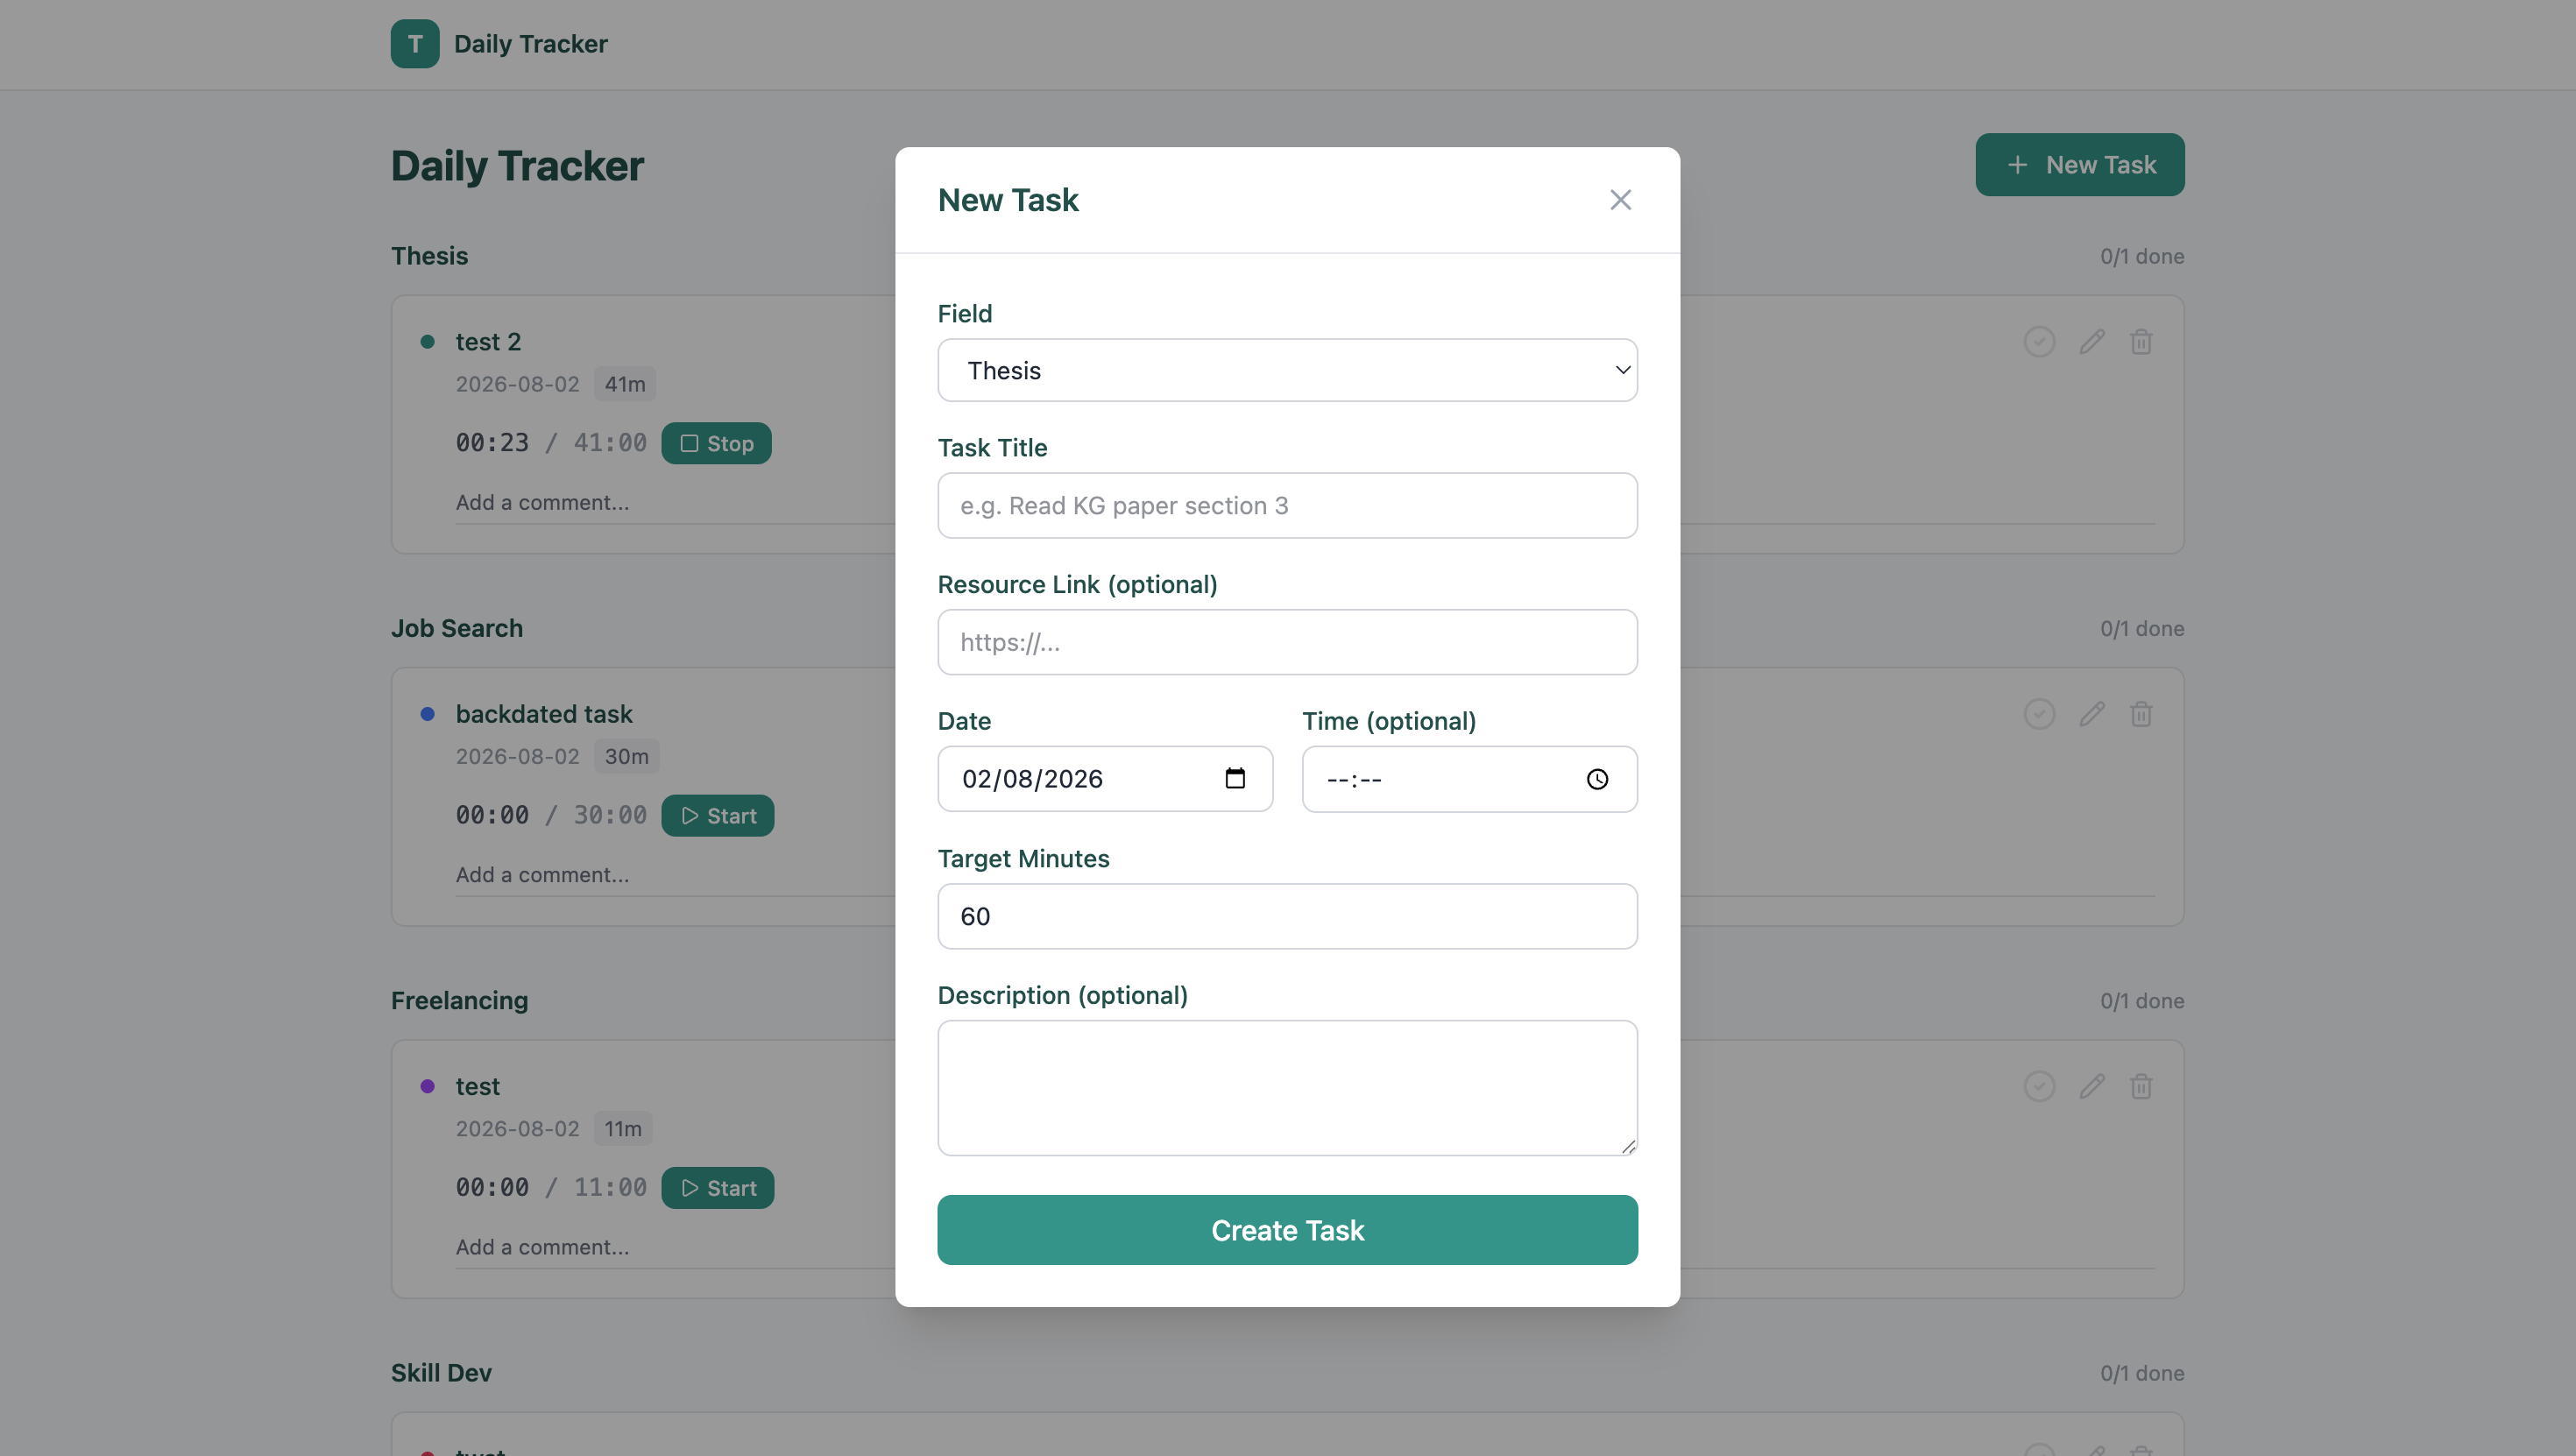 T Daily Tracker
Daily Tracker
+ New Task
Thesis
0/1 done
test 2
2026-08-02 41m
00:23 / 41:00 Stop
Add a comment...
Job Search
0/1 done
backdated task
2026-08-02 30m
00:00 / 30:00 Start
Add a comment...
Freelancing
0/1 done
test
2026-08-02 11m
00:00 / 11:00 Start
Add a comment...
Skill Dev
0/1 done
New Task
Field
Thesis
Task Title
e.g. Read KG paper section 3
Resource Link (optional)
https://...
Date Time (optional)
02/08/2026 --:--
Target Minutes
60
Description (optional)
Create Task